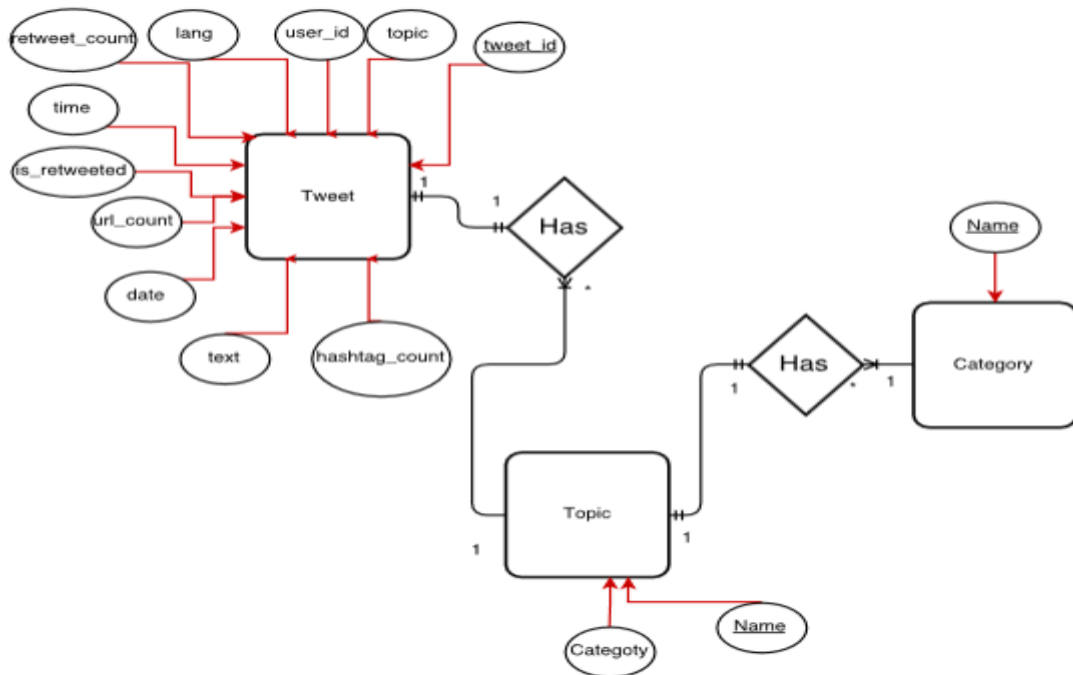 retweet_count
lang
user_id
topic
tweet_id
time
is_retweeted
url_count
date
text
hashtag_count
Tweet
1
1
Has
*
Name
Category
1
*
Has
1
Topic
1
1
Categoty
Name